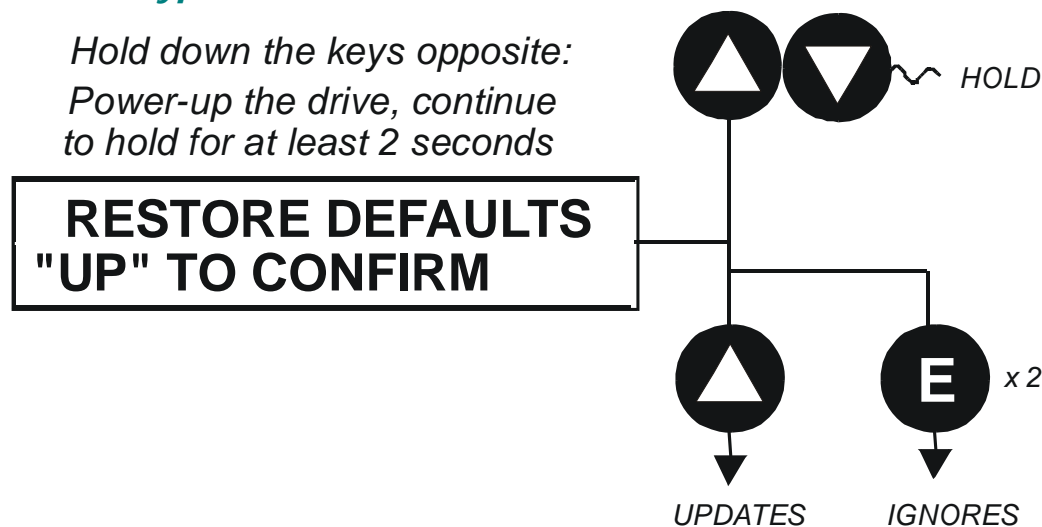 Hold down the keys opposite:
Power-up the drive, continue
to hold for at least 2 seconds
HOLD
RESTORE DEFAULTS
"UP" TO CONFIRM
E
x 2
UPDATES
IGNORES